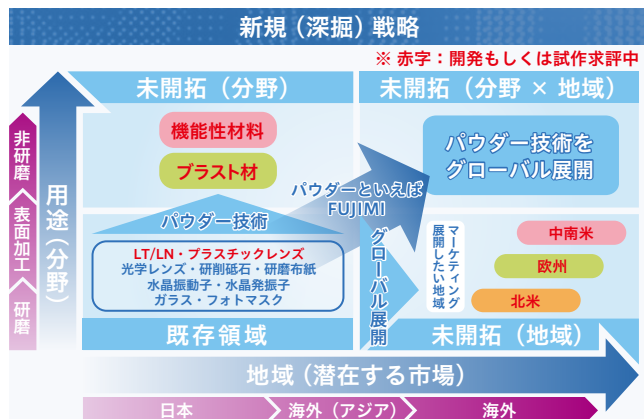 新規（深掘）戦略
※ 赤字：開発もしくは試作求評中
未開拓（分野）
未開拓（分野 × 地域）
機能性材料
ブラスト材
パウダー技術を
グローバル展開
パウダーといえば
FUJIMI
パウダー技術
LT/LN・プラスチックレンズ
光学レンズ・研削砥石・研磨布紙
水晶振動子・水晶発振子
ガラス・フォトマスク
既存領域
グローバル展開
マーケティング
展開したい地域
中南米
欧州
北米
未開拓（地域）
用途（分野）
非研磨
表面加工
研磨
地域（潜在する市場）
日本
海外（アジア）
海外